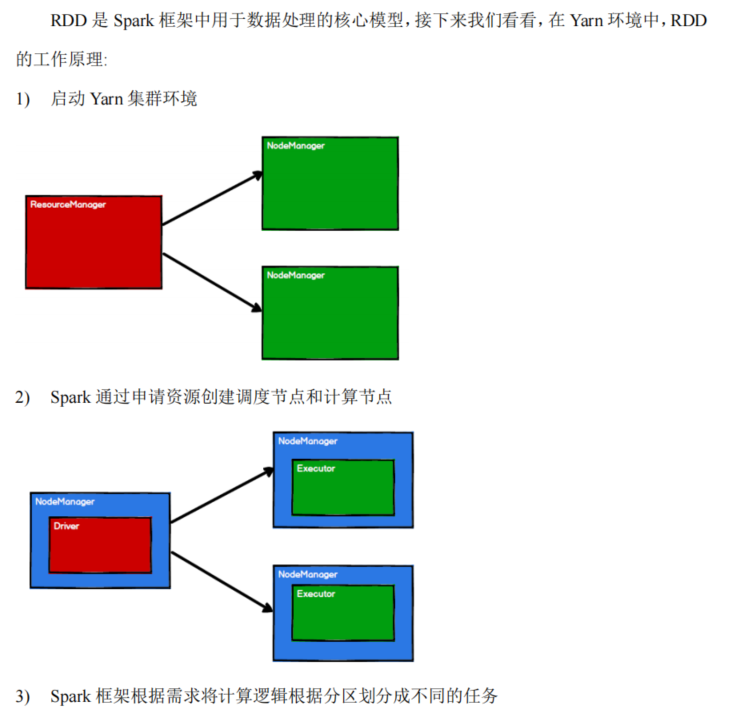 RDD 是 Spark 框架中用于数据处理的核心模型，接下来我们看看，在 Yarn 环境中，RDD
的工作原理:
1) 启动 Yarn 集群环境
NodeManager
ResourceManager
NodeManager
2) Spark 通过申请资源创建调度节点和计算节点
NodeManager
Executor
NodeManager
Driver
NodeManager
Executor
3) Spark 框架根据需求将计算逻辑根据分区划分成不同的任务